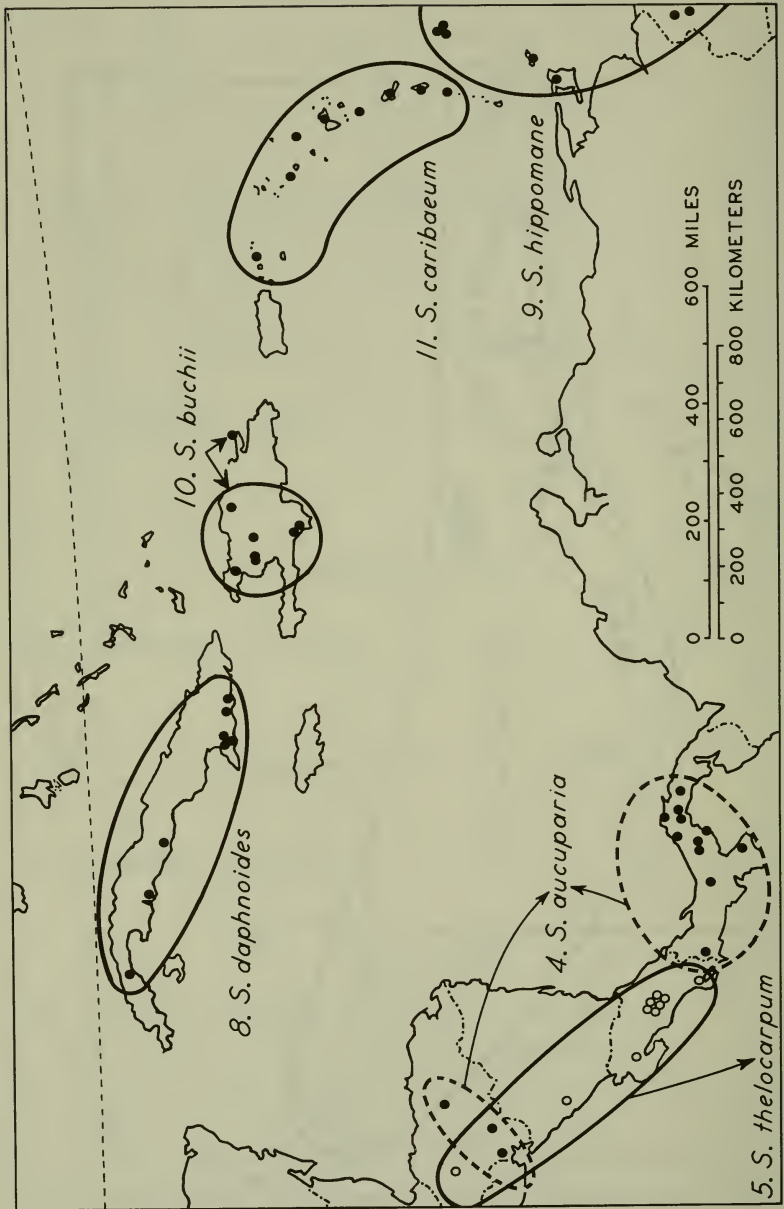 10. S. buchii
11. S. caribaeum
8. S. daphnoides
9. S. hippomane
4. S. aucuparia
5. S. thelocarpum
0 200 400 600 MILES
0 200 400 600 800 KILOMETERS